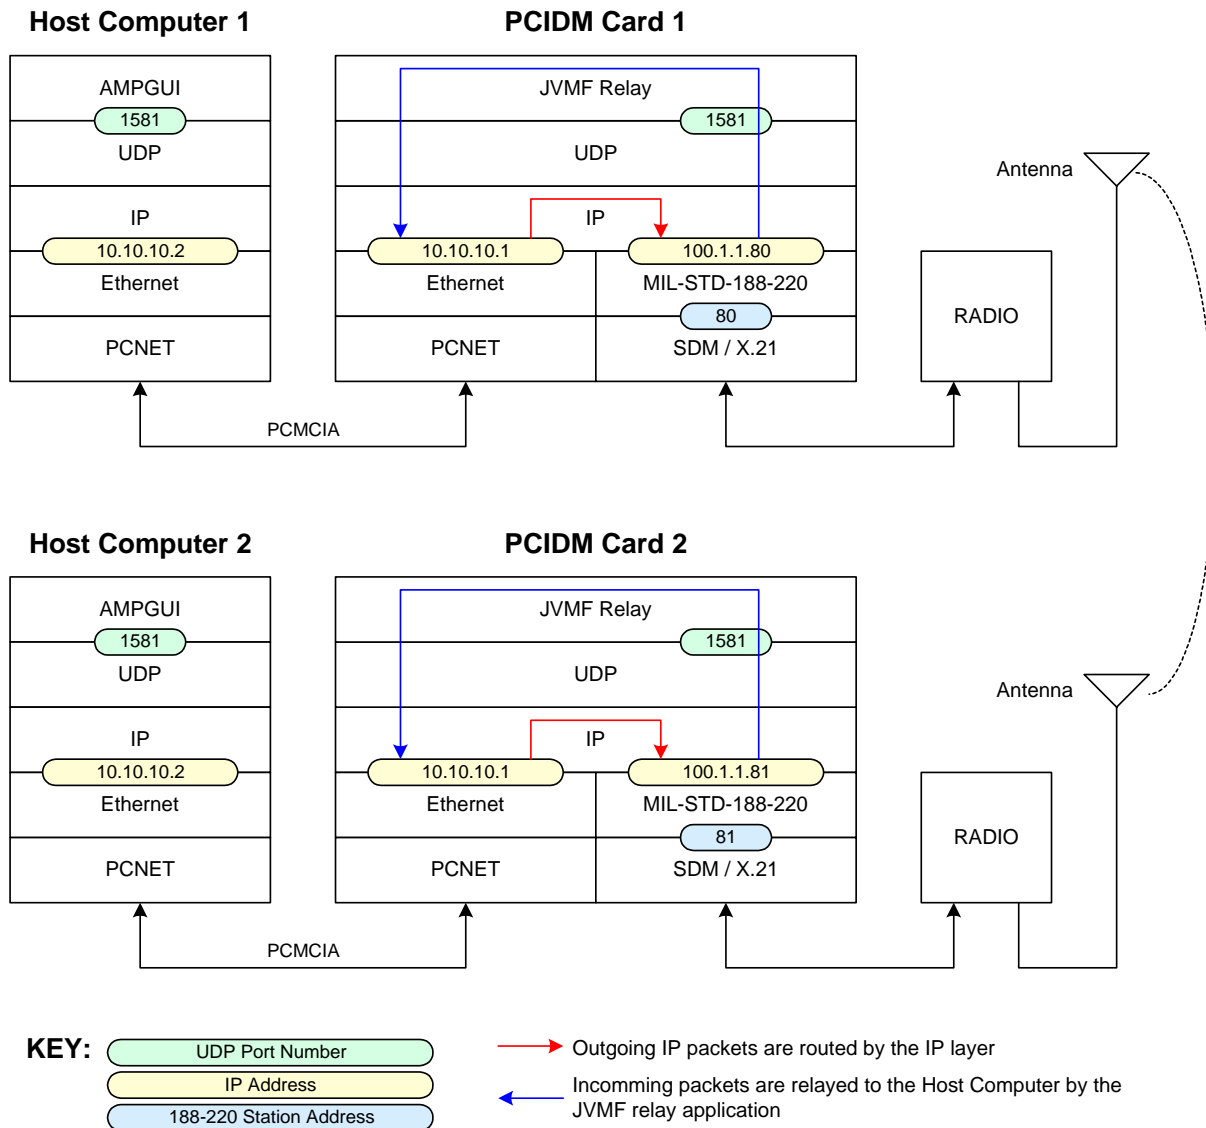 Host Computer 1
PCIDM Card 1
AMPGUI
1581
UDP
IP
10.10.10.2
Ethernet
PCNET
JVMF Relay
1581
UDP
IP
10.10.10.1
100.1.1.80
Ethernet
MIL-STD-188-220
80
PCNET
SDM / X.21
PCMCIA
RADIO
Antenna
Host Computer 2
PCIDM Card 2
AMPGUI
1581
UDP
IP
10.10.10.2
Ethernet
PCNET
JVMF Relay
1581
UDP
IP
10.10.10.1
100.1.1.81
Ethernet
MIL-STD-188-220
81
PCNET
SDM / X.21
PCMCIA
RADIO
Antenna
KEY:
UDP Port Number
IP Address
188-220 Station Address
Outgoing IP packets are routed by the IP layer
Incomming packets are relayed to the Host Computer by the
JVMF relay application